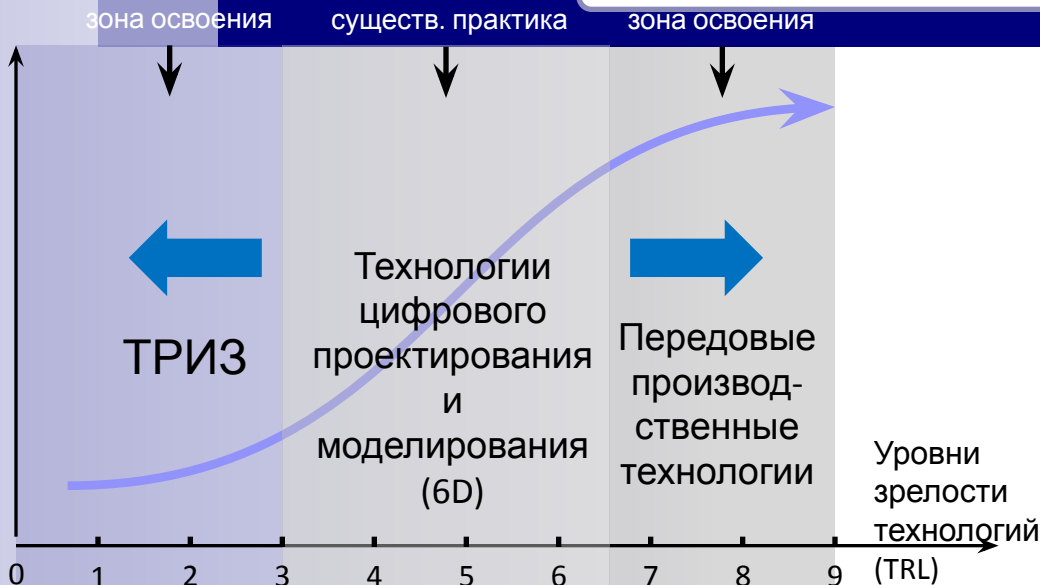 зона освоения
существ. практика
зона освоения
ТРИЗ
Технологии
цифрового
проектирования
и
моделирования
(6D)
Передовые
производ-
ственные
технологии
Уровни
зрелости
технологий
(TRL)
0 1 2 3 4 5 6 7 8 9